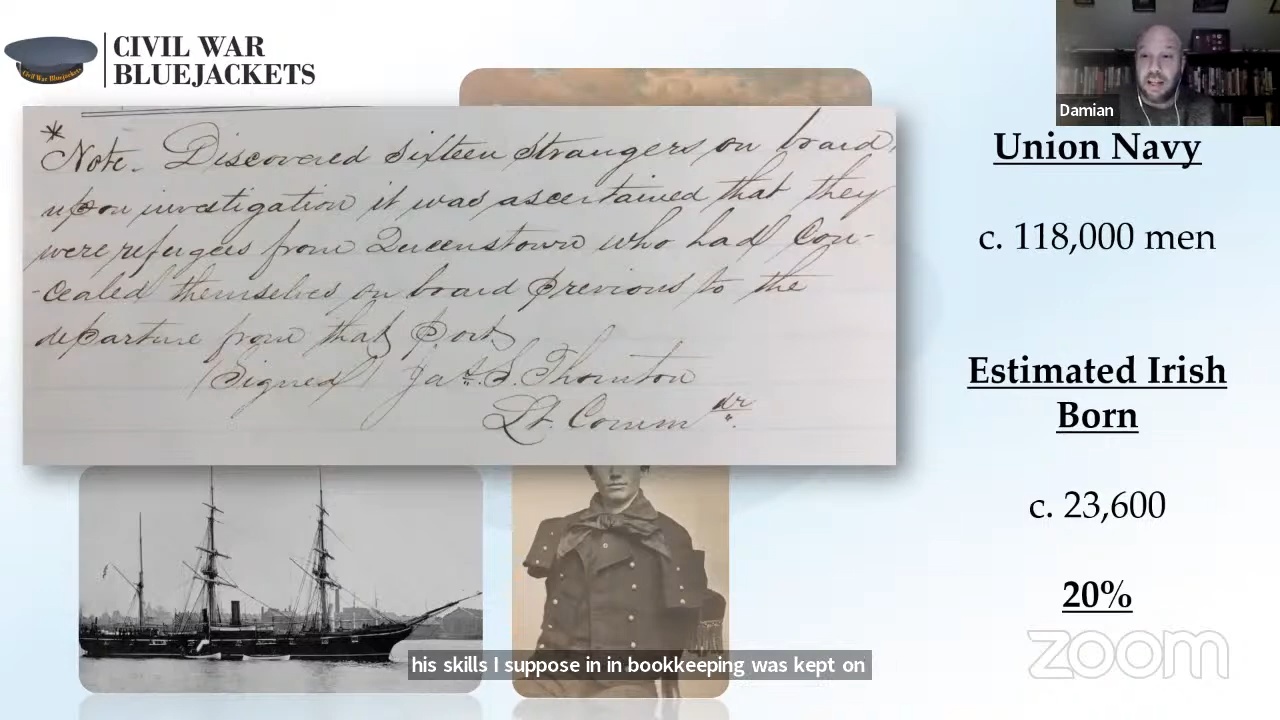 CIVIL WAR
BLUEJACKETS
Civil War Bluejackets
* Note. Discovered sixteen strangers on board,
upon investigation it was ascertained that they
were refugees from Queenstown who had con-
-cealed themselves on board previous to the
departure from that port
(Signed) Jas. S. Thornton
Lt. Commdr.
Damian
Union Navy
c. 118,000 men
Estimated Irish
Born
c. 23,600
20%
zoom
his skills I suppose in in bookkeeping was kept on